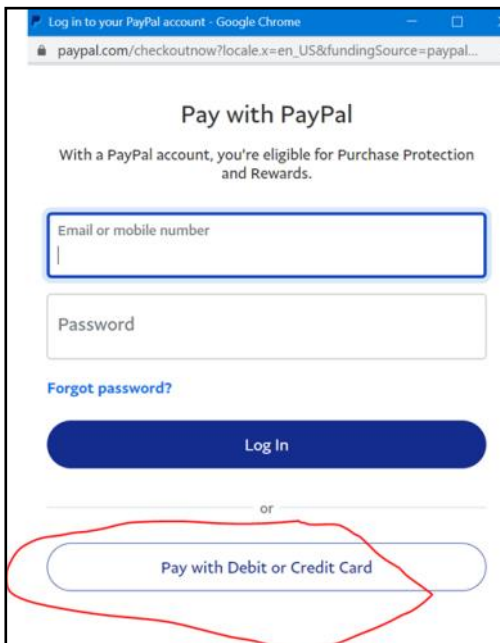 Log in to your PayPal account - Google Chrome
paypal.com/checkoutnow?locale.x=en_US&fundingSource=paypal...
Pay with PayPal
With a PayPal account, you're eligible for Purchase Protection
and Rewards.
Email or mobile number
Password
Forgot password?
Log In
or
Pay with Debit or Credit Card